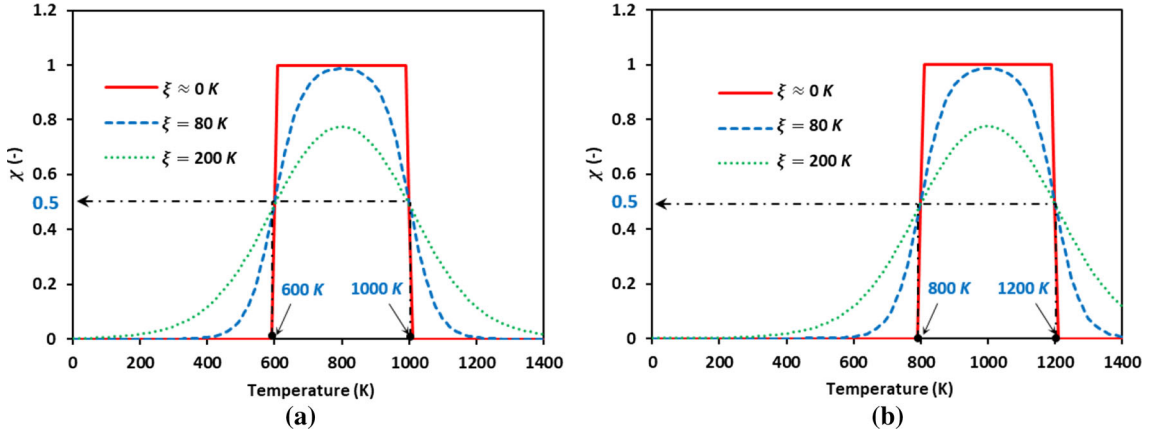 1.2
1
0.8
0.6
0.5
0.4
0.2
0
χ (-)
ξ ≈ 0 K
ξ = 80 K
ξ = 200 K
600 K
1000 K
0 200 400 600 800 1000 1200 1400
Temperature (K)
(a)
1.2
1
0.8
0.6
0.5
0.4
0.2
0
χ (-)
ξ ≈ 0 K
ξ = 80 K
ξ = 200 K
800 K
1200 K
0 200 400 600 800 1000 1200 1400
Temperature (K)
(b)